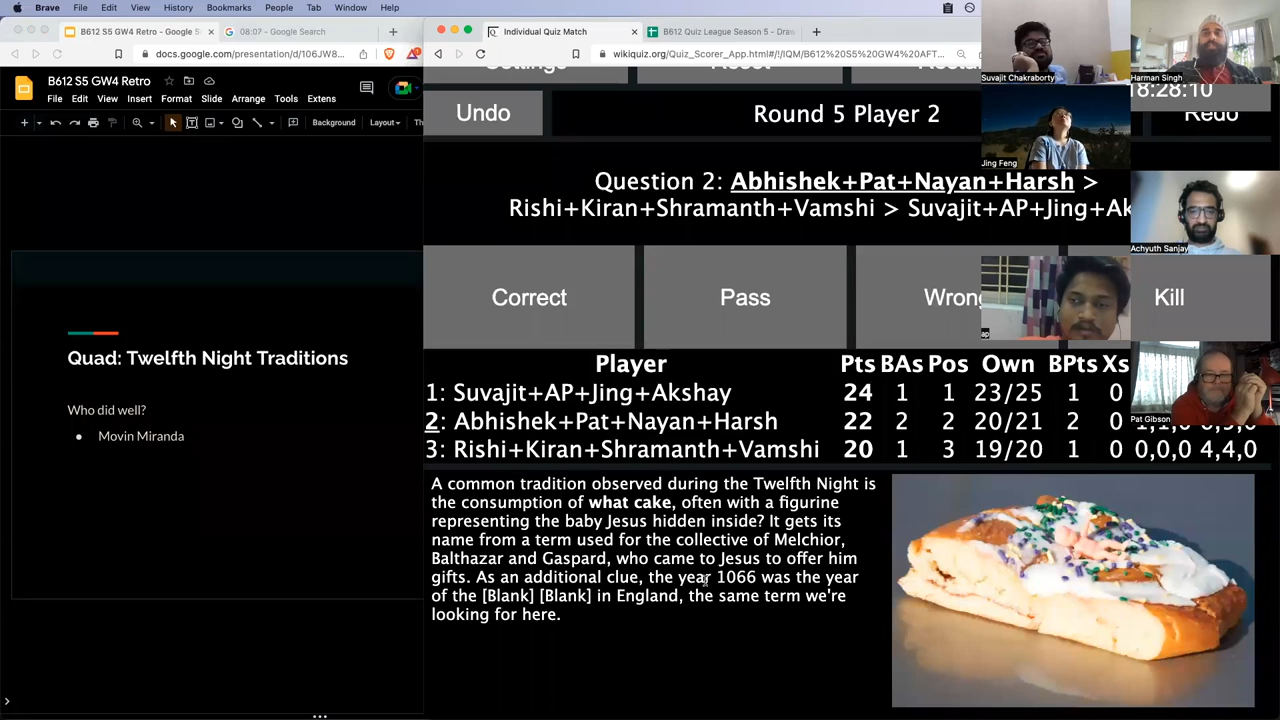 Brave File Edit View History Bookmarks People Tab Window Help
B612 S5 GW4 Retro - Google S
08:07 - Google Search
docs.google.com/presentation/d/106JW8...
B612 S5 GW4 Retro
File Edit View Insert Format Slide Arrange Tools Extens
Background Layout
Quad: Twelfth Night Traditions
Who did well?
● Movin Miranda
Individual Quiz Match
B612 Quiz League Season 5 - Draw
wikiquiz.org/Quiz_Scorer_App.html#/!/IQM/B612%20S5%20GW4%20AFT...
Undo
Round 5 Player 2
18:28:10
Redo
Question 2: Abhishek+Pat+Nayan+Harsh >
Rishi+Kiran+Shramanth+Vamshi > Suvajit+AP+Jing+Ak
Correct
Pass
Wrong
Kill
Player Pts BAs Pos Own BPts Xs
1: Suvajit+AP+Jing+Akshay 24 1 1 23/25 1 0
2: Abhishek+Pat+Nayan+Harsh 22 2 2 20/21 2 0
3: Rishi+Kiran+Shramanth+Vamshi 20 1 3 19/20 1 0 0,0,0 4,4,0
A common tradition observed during the Twelfth Night is
the consumption of what cake, often with a figurine
representing the baby Jesus hidden inside? It gets its
name from a term used for the collective of Melchior,
Balthazar and Gaspard, who came to Jesus to offer him
gifts. As an additional clue, the year 1066 was the year
of the [Blank] [Blank] in England, the same term we're
looking for here.
Suvajit Chakraborty
Harman Singh
Jing Feng
Achyuth Sanjay
ap
Pat Gibson